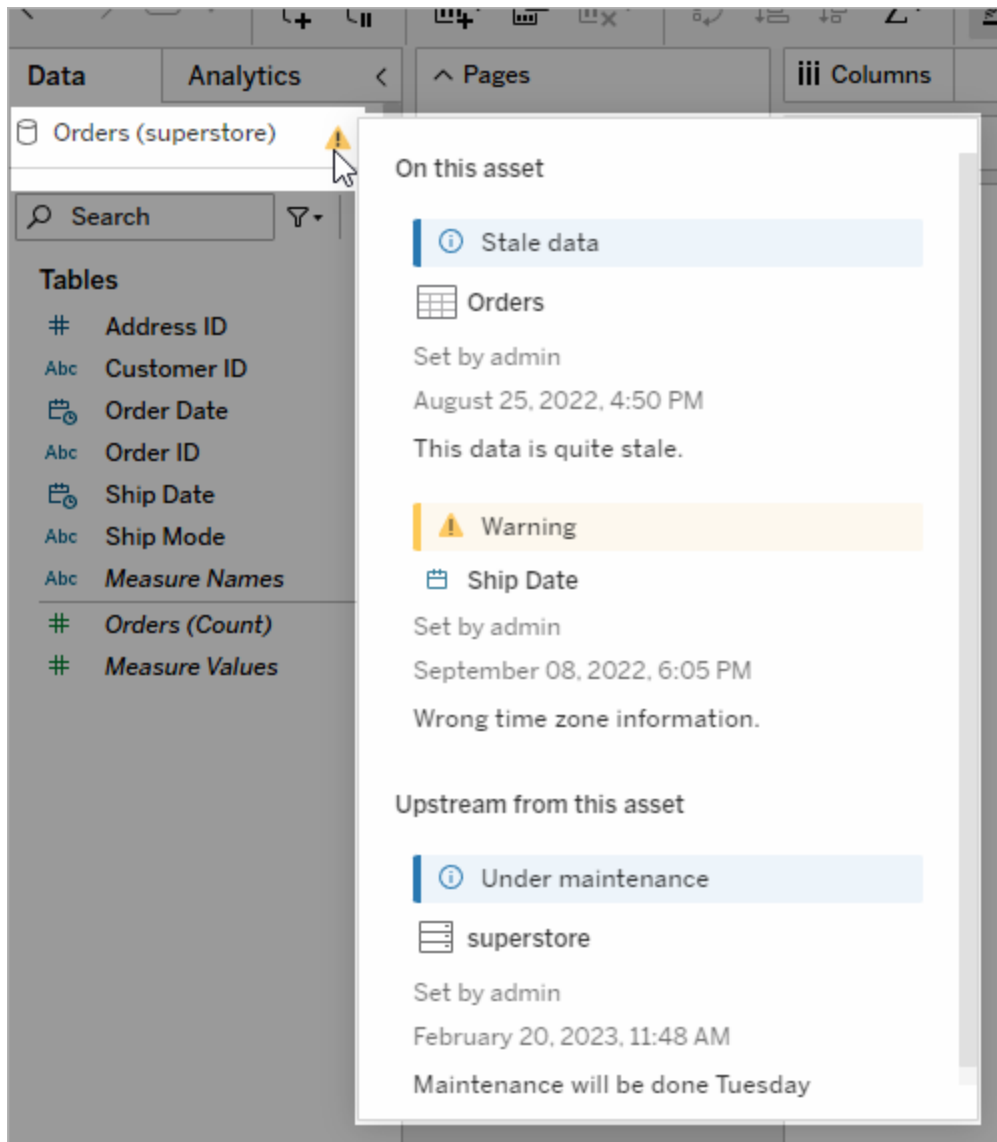 Data
Analytics
Pages
Columns
Orders (superstore)
Search
Tables
Address ID
Abc Customer ID
Order Date
Abc Order ID
Ship Date
Abc Ship Mode
Abc Measure Names
Orders (Count)
Measure Values
On this asset
Stale data
Orders
Set by admin
August 25, 2022, 4:50 PM
This data is quite stale.
Warning
Ship Date
Set by admin
September 08, 2022, 6:05 PM
Wrong time zone information.
Upstream from this asset
Under maintenance
superstore
Set by admin
February 20, 2023, 11:48 AM
Maintenance will be done Tuesday